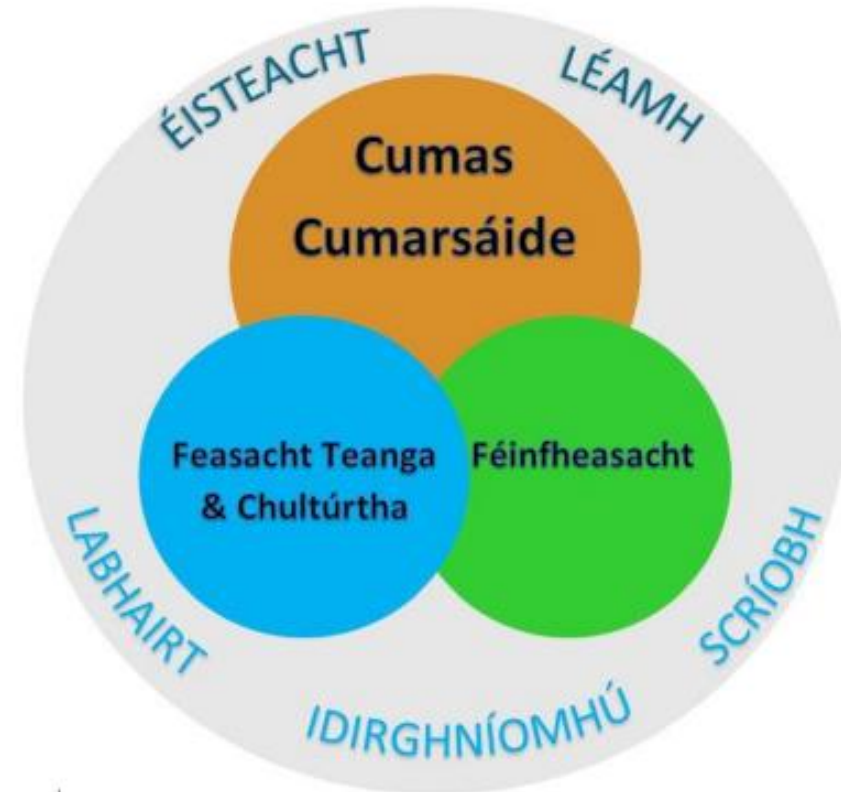 ÉISTEACHT
LÉAMH
Cumas
Cumarsáide
Feasacht Teanga
& Chultúrtha
Féinfheasacht
LABHAIRT
IDIRGHNÍOMHÚ
SCRÍOBH